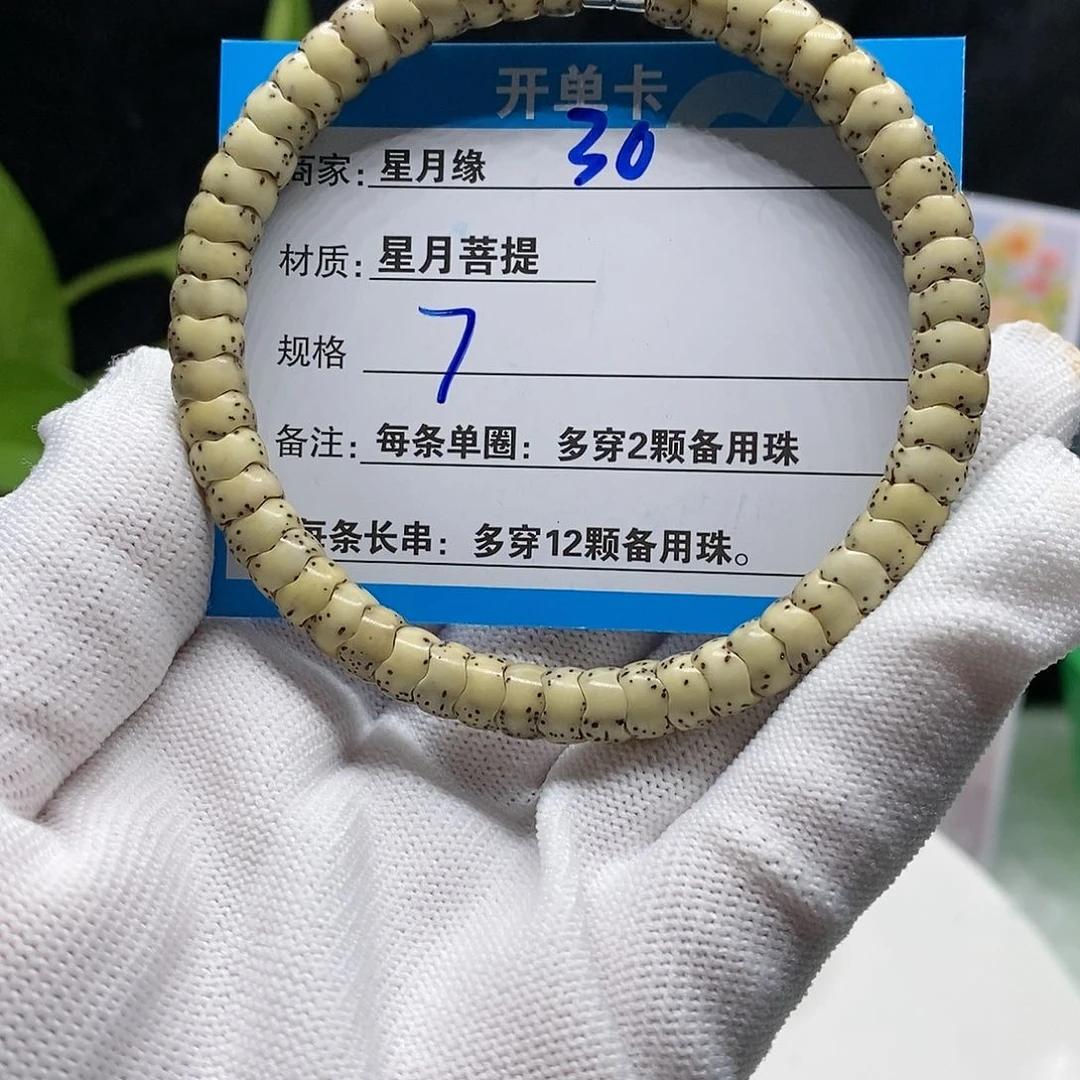 开单卡
30
商家：星月缘
材质：星月菩提
规格 7
备注：每条单圈：多穿2颗备用珠
每条长串：多穿12颗备用珠。